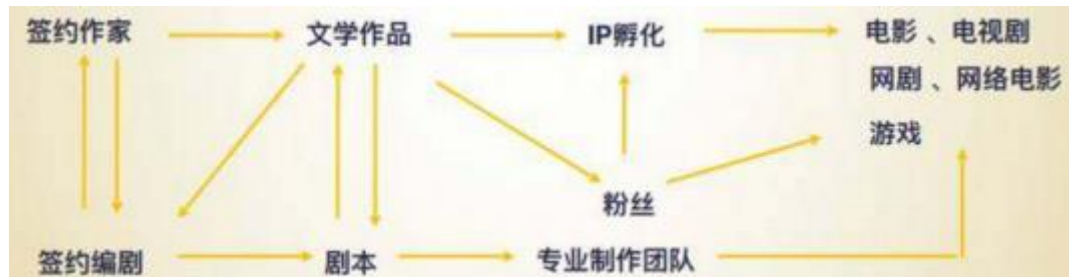 签约作家
文学作品
IP孵化
电影 、电视剧
网剧 、网络电影
游戏
粉丝
签约编剧
剧本
专业制作团队